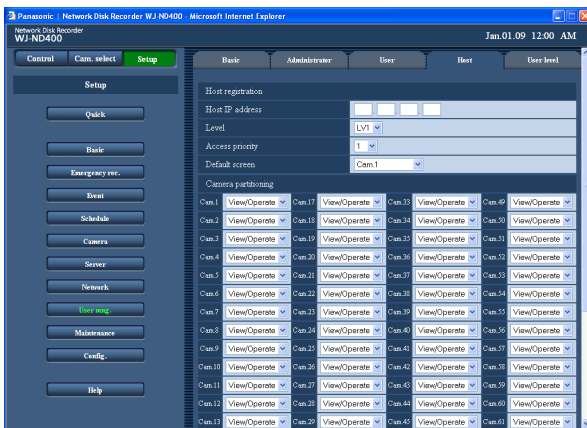 Panasonic | Network Disk Recorder WJ-ND400 - Microsoft Internet Explorer
Network Disk Recorder
WJ-ND400
Jan.01.09 12:00 AM
Control Cam. select Setup
Basic Administrator User Host User level
Setup
Quick
Basic
Emergency rec.
Event
Schedule
Camera
Server
Network
User mng.
Maintenance
Config.
Help
Host registration
Host IP address
Level LV1
Access priority 1
Default screen Cam.1
Camera partitioning
Cam.1 View/Operate Cam.17 View/Operate Cam.33 View/Operate Cam.49 View/Operate
Cam.2 View/Operate Cam.18 View/Operate Cam.34 View/Operate Cam.50 View/Operate
Cam.3 View/Operate Cam.19 View/Operate Cam.35 View/Operate Cam.51 View/Operate
Cam.4 View/Operate Cam.20 View/Operate Cam.36 View/Operate Cam.52 View/Operate
Cam.5 View/Operate Cam.21 View/Operate Cam.37 View/Operate Cam.53 View/Operate
Cam.6 View/Operate Cam.22 View/Operate Cam.38 View/Operate Cam.54 View/Operate
Cam.7 View/Operate Cam.23 View/Operate Cam.39 View/Operate Cam.55 View/Operate
Cam.8 View/Operate Cam.24 View/Operate Cam.40 View/Operate Cam.56 View/Operate
Cam.9 View/Operate Cam.25 View/Operate Cam.41 View/Operate Cam.57 View/Operate
Cam.10 View/Operate Cam.26 View/Operate Cam.42 View/Operate Cam.58 View/Operate
Cam.11 View/Operate Cam.27 View/Operate Cam.43 View/Operate Cam.59 View/Operate
Cam.12 View/Operate Cam.28 View/Operate Cam.44 View/Operate Cam.60 View/Operate
Cam.13 View/Operate Cam.29 View/Operate Cam.45 View/Operate Cam.61 View/Operate